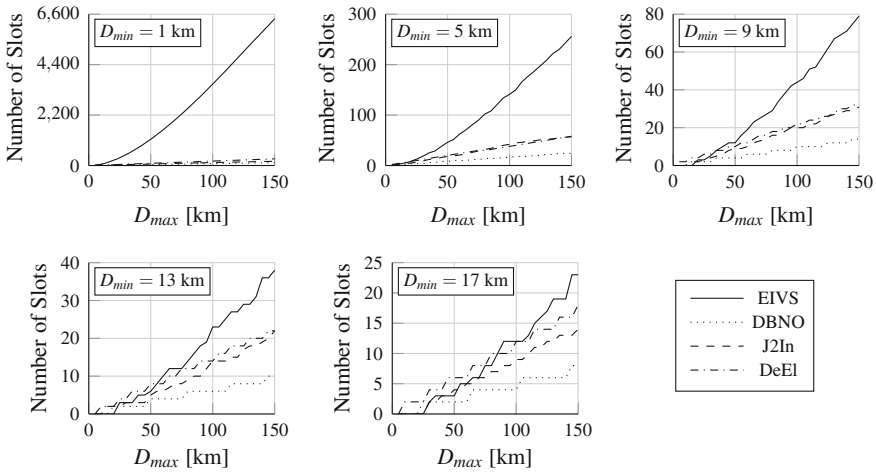 6,600
4,400
2,200
0
Number of Slots
D_min = 1 km
0 50 100 150
D_max [km]
300
200
100
0
Number of Slots
D_min = 5 km
0 50 100 150
D_max [km]
80
60
40
20
0
Number of Slots
D_min = 9 km
0 50 100 150
D_max [km]
40
30
20
10
0
Number of Slots
D_min = 13 km
0 50 100 150
D_max [km]
25
20
15
10
5
0
Number of Slots
D_min = 17 km
0 50 100 150
D_max [km]
EIVS
DBNO
J2In
DeEl